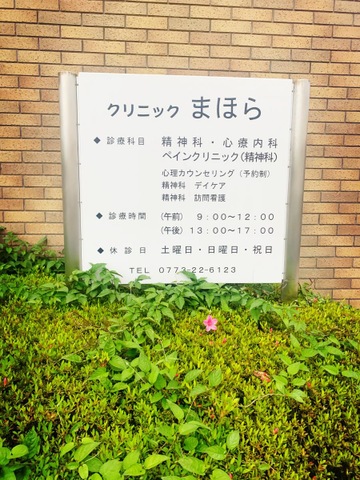 クリニック まほら
◆ 診療科目 精神科・心療内科
ペインクリニック(精神科)
心理カウンセリング(予約制)
精神科 デイケア
精神科 訪問看護
◆ 診療時間 (午前) 9:00〜12:00
(午後) 13:00〜17:00
◆ 休診日 土曜日・日曜日・祝日
TEL 0773-22-6123